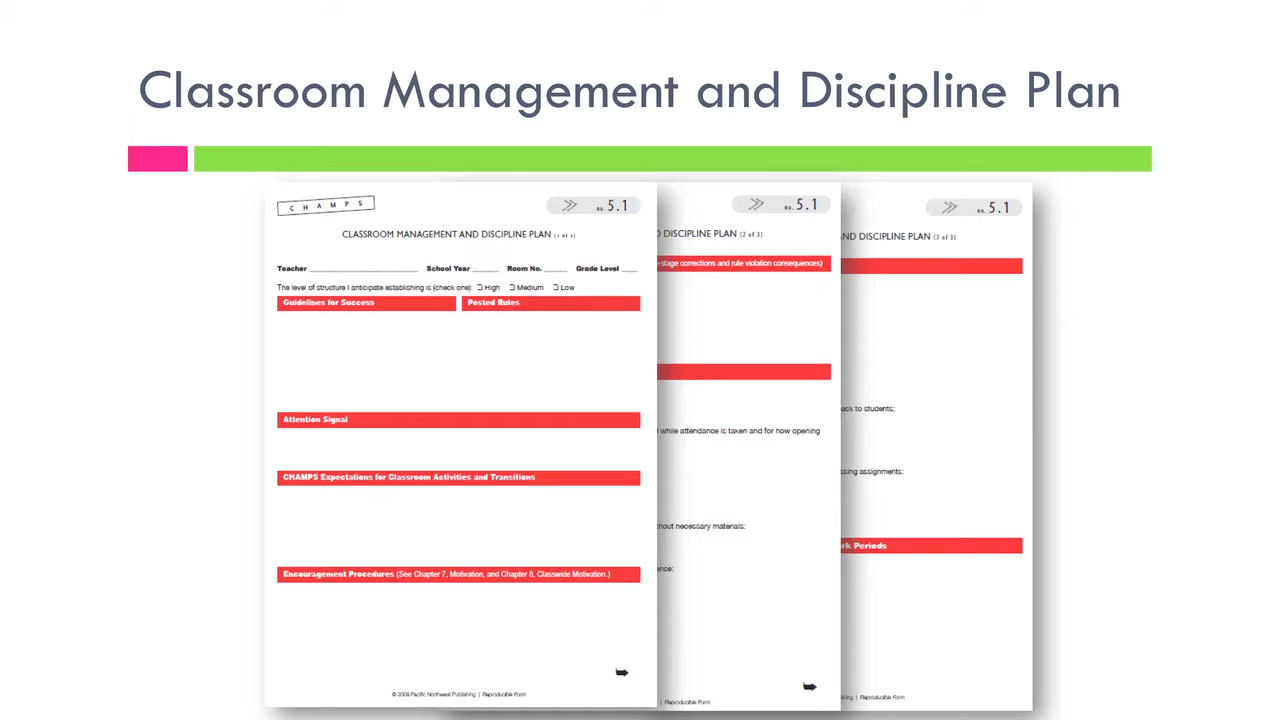 Classroom Management and Discipline Plan
CHAMPS
no. 5.1
CLASSROOM MANAGEMENT AND DISCIPLINE PLAN (1 of 3)
Teacher School Year Room No. Grade Level
The level of structure I anticipate establishing is (check one): High Medium Low
Guidelines for Success
Posted Rules
Attention Signal
CHAMPS Expectations for Classroom Activities and Transitions
Encouragement Procedures (See Chapter 7, Motivation, and Chapter 8, Classwide Motivation.)
© 2009 Pacific Northwest Publishing | Reproducible Form
no. 5.1
D DISCIPLINE PLAN (2 of 3)
-stage corrections and rule violation consequences)
while attendance is taken and for how opening
hout necessary materials:
ence:
Reproducible Form
no. 5.1
ND DISCIPLINE PLAN (3 of 3)
ack to students:
ssing assignments:
rk Periods
Reproducible Form